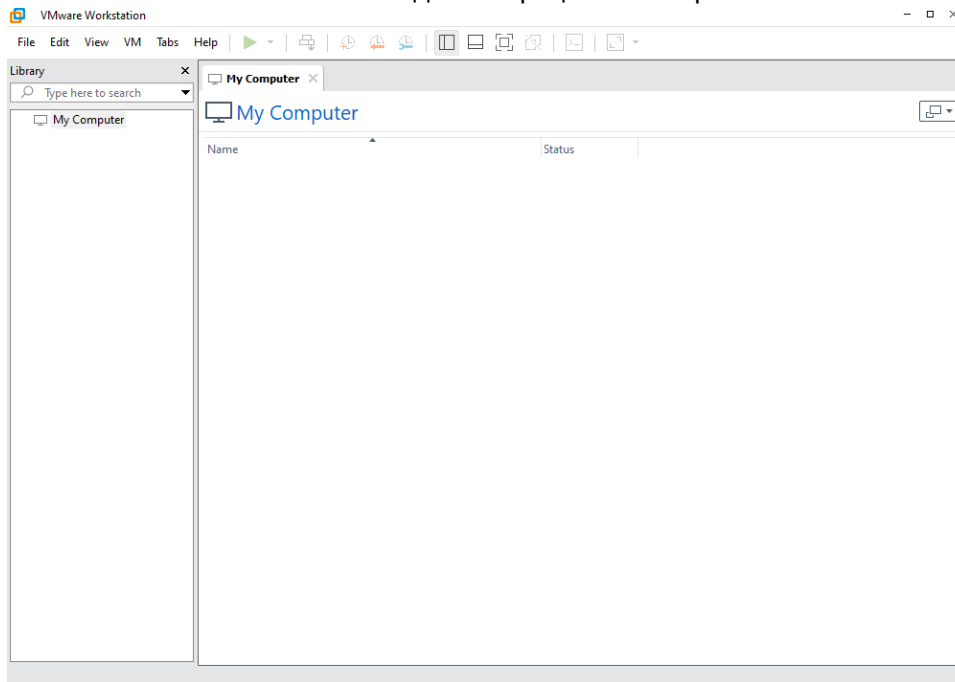 VMware Workstation
File Edit View VM Tabs Help
Library
My Computer
Type here to search
My Computer
My Computer
Name Status